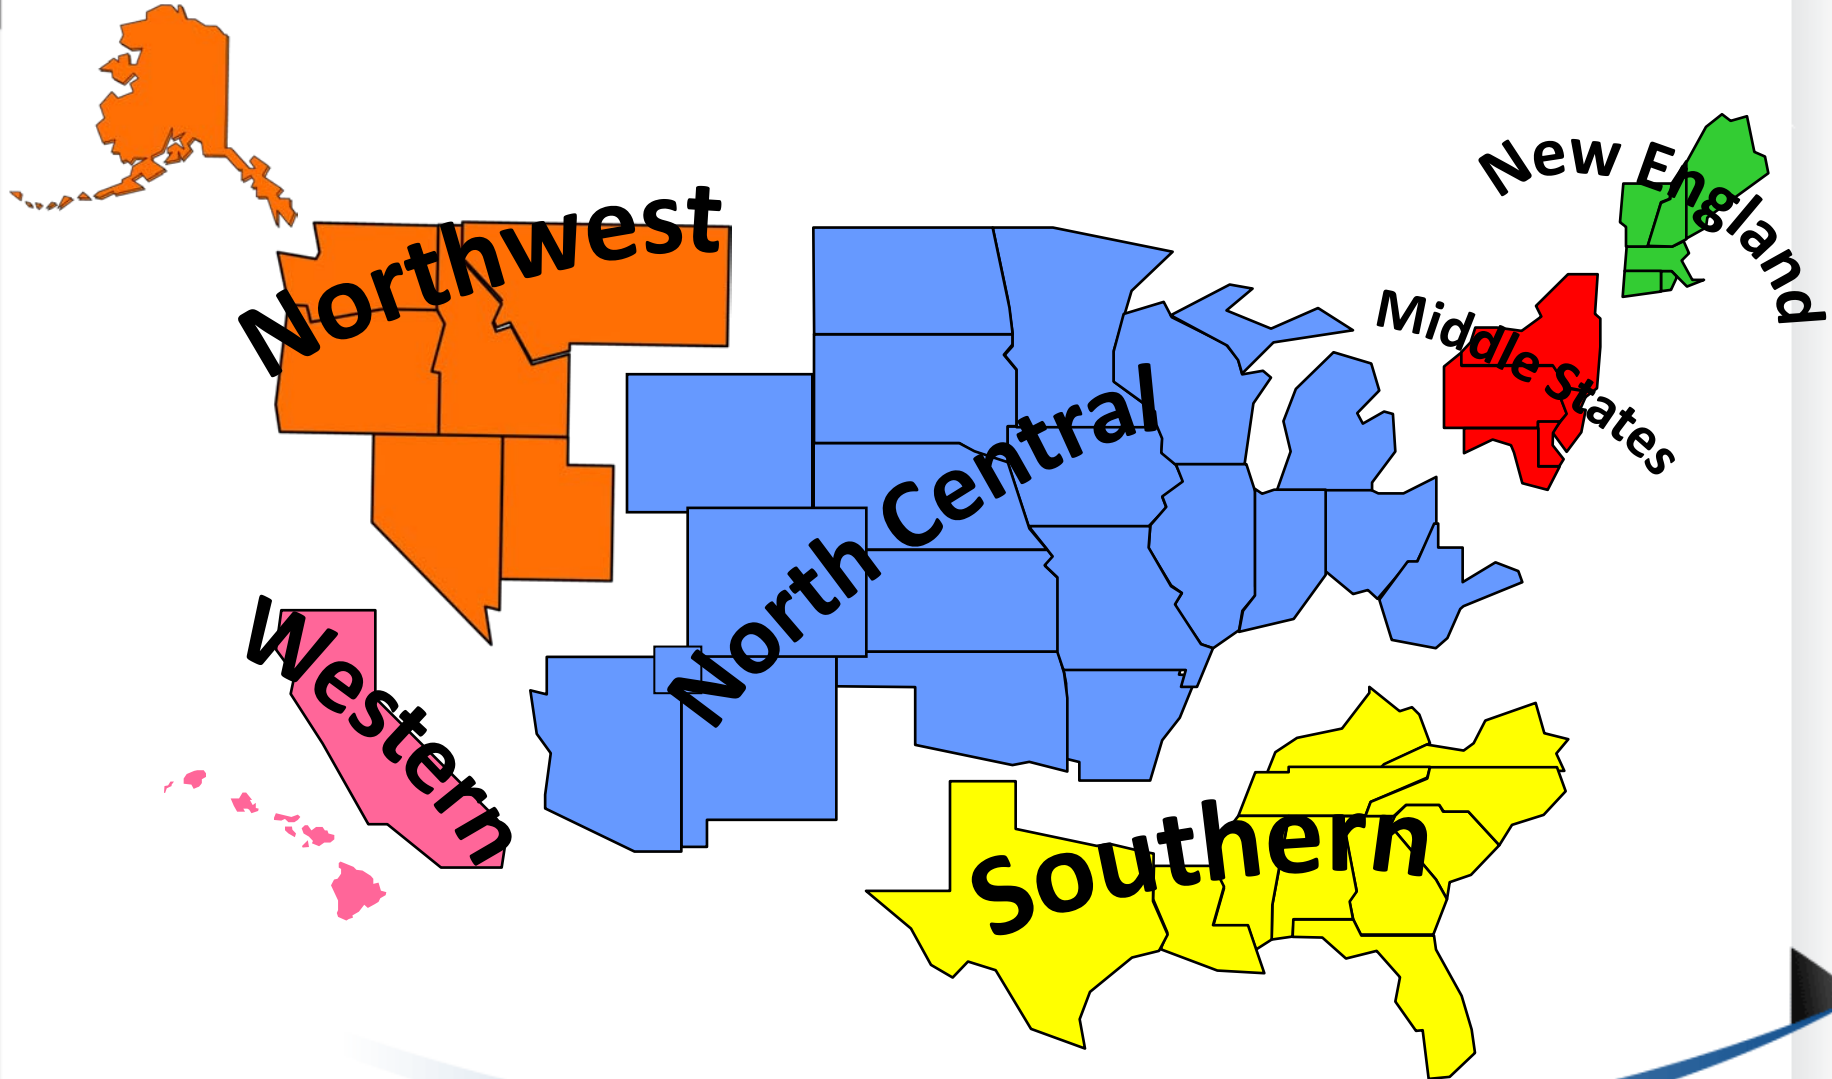 New England
Northwest
Middle States
North Central
Western
Southern